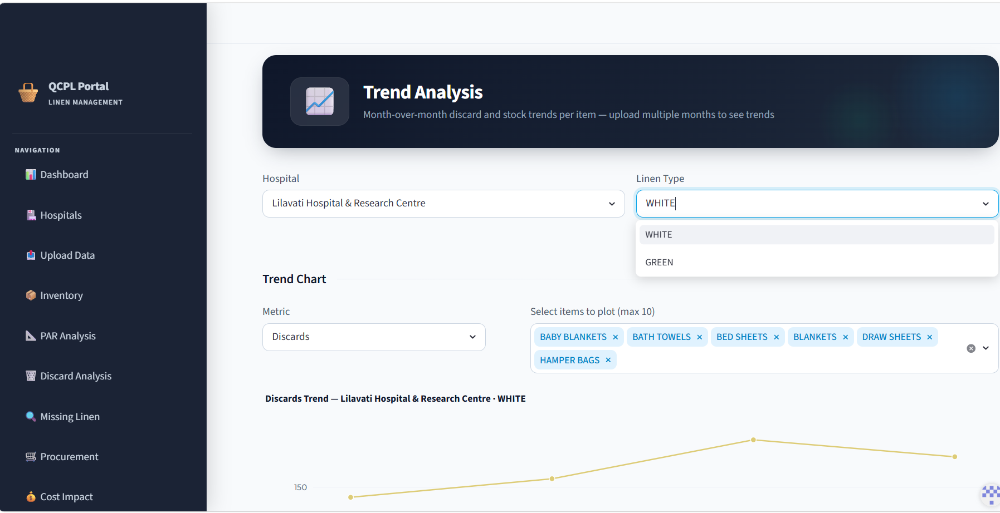 QCPL Portal
LINEN MANAGEMENT
NAVIGATION
Dashboard
Hospitals
Upload Data
Inventory
PAR Analysis
Discard Analysis
Missing Linen
Procurement
Cost Impact
Trend Analysis
Month-over-month discard and stock trends per item — upload multiple months to see trends
Hospital
Lilavati Hospital & Research Centre
Linen Type
WHITE
WHITE
GREEN
Trend Chart
Metric
Discards
Select items to plot (max 10)
BABY BLANKETS × BATH TOWELS × BED SHEETS × BLANKETS × DRAW SHEETS ×
HAMPER BAGS ×
Discards Trend — Lilavati Hospital & Research Centre · WHITE
150